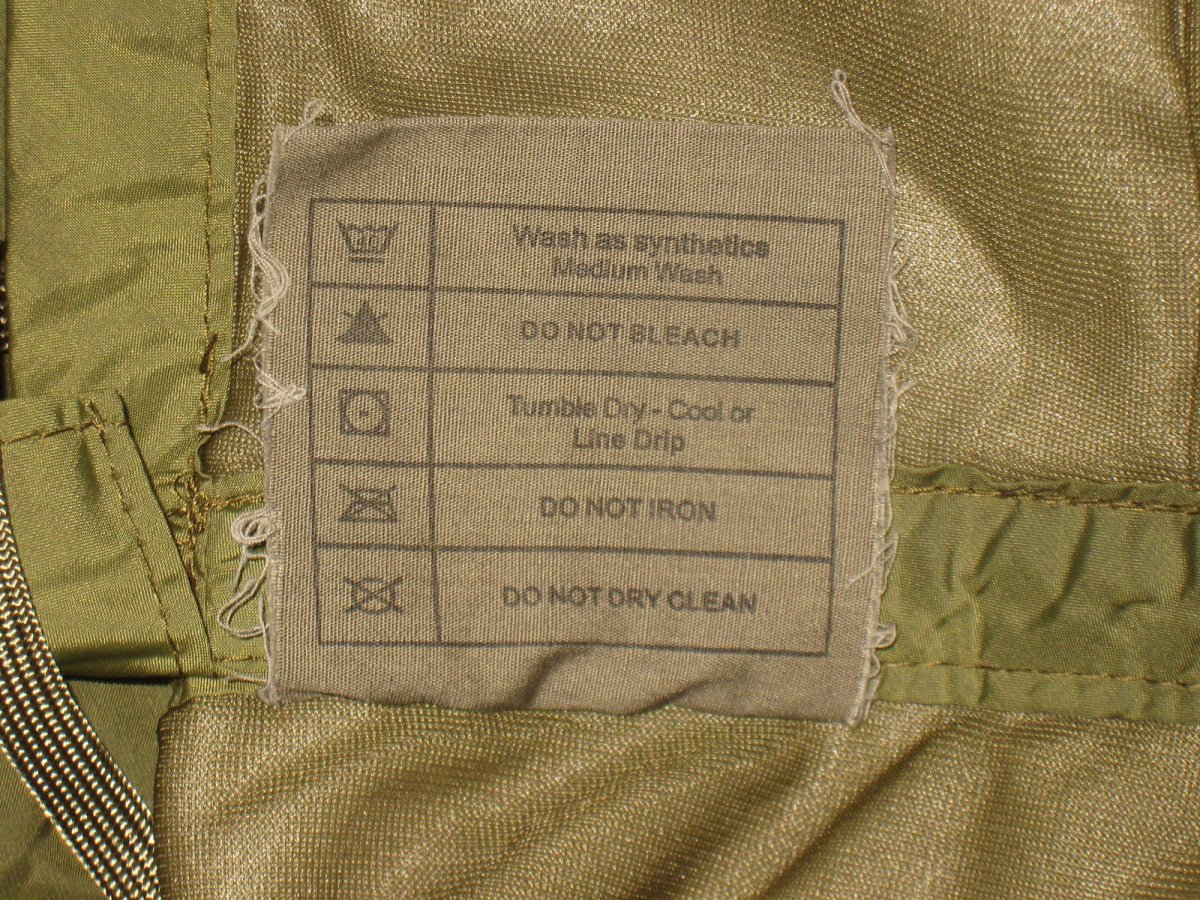 40
Wash as synthetics
Medium Wash
DO NOT BLEACH
Tumble Dry - Cool or
Line Drip
DO NOT IRON
DO NOT DRY CLEAN